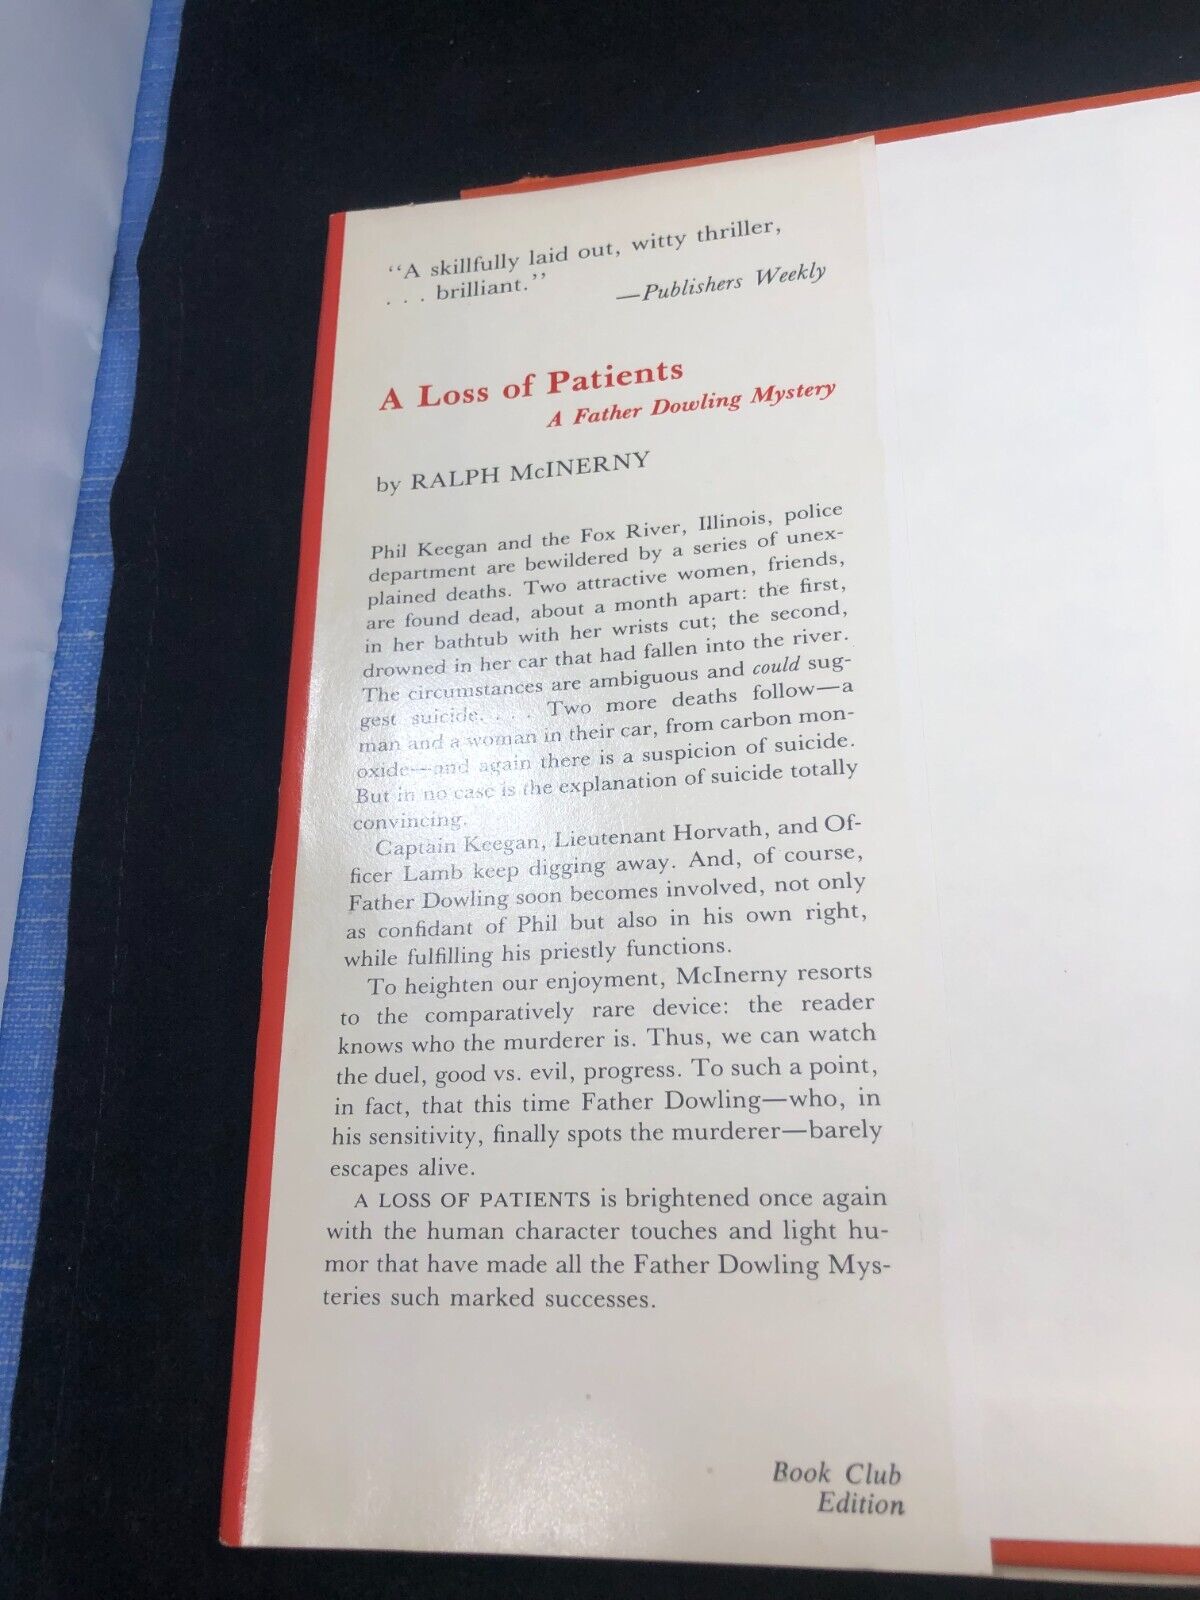 “A skillfully laid out, witty thriller,
. . . brilliant.”
—Publishers Weekly
A Loss of Patients
A Father Dowling Mystery
by RALPH McINERNY
Phil Keegan and the Fox River, Illinois, police
department are bewildered by a series of unex-
plained deaths. Two attractive women, friends,
are found dead, about a month apart: the first,
in her bathtub with her wrists cut; the second,
drowned in her car that had fallen into the river.
The circumstances are ambiguous and could sug-
gest suicide. . . . Two more deaths follow—a
man and a woman in their car, from carbon mon-
oxide—and again there is a suspicion of suicide.
But in no case is the explanation of suicide totally
convincing.
Captain Keegan, Lieutenant Horvath, and Of-
ficer Lamb keep digging away. And, of course,
Father Dowling soon becomes involved, not only
as confidant of Phil but also in his own right,
while fulfilling his priestly functions.
To heighten our enjoyment, McInerny resorts
to the comparatively rare device: the reader
knows who the murderer is. Thus, we can watch
the duel, good vs. evil, progress. To such a point,
in fact, that this time Father Dowling—who, in
his sensitivity, finally spots the murderer—barely
escapes alive.
A LOSS OF PATIENTS is brightened once again
with the human character touches and light hu-
mor that have made all the Father Dowling Mys-
teries such marked successes.
Book Club
Edition